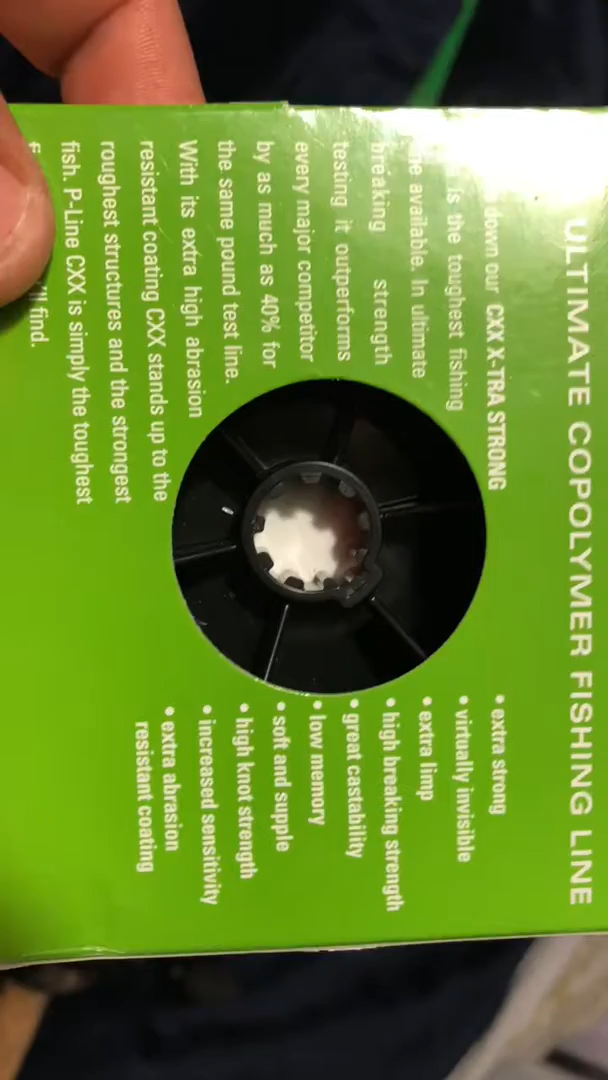 ULTIMATE COPOLYMER FISHING LINE
down our CXX X-TRA STRONG
is the toughest fishing
available. In ultimate
breaking strength
testing it outperforms
every major competitor
by as much as 40% for
the same pound test line.
With its extra high abrasion
resistant coating CXX stands up to the
roughest structures and the strongest
fish. P-Line CXX is simply the toughest
find.
• extra strong
• virtually invisible
• extra limp
• high breaking strength
• great castability
• low memory
• soft and supple
• high knot strength
• increased sensitivity
• extra abrasion
resistant coating